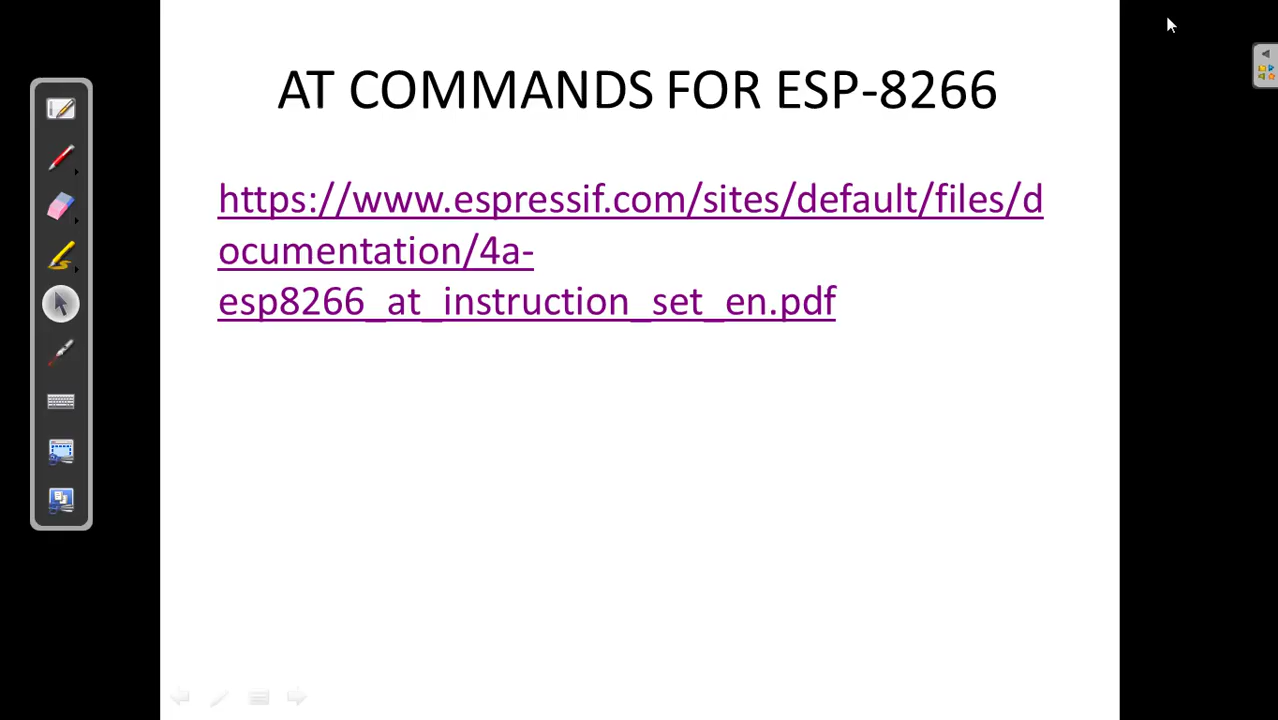 AT COMMANDS FOR ESP-8266
https://www.espressif.com/sites/default/files/d
ocumentation/4a-
esp8266_at_instruction_set_en.pdf